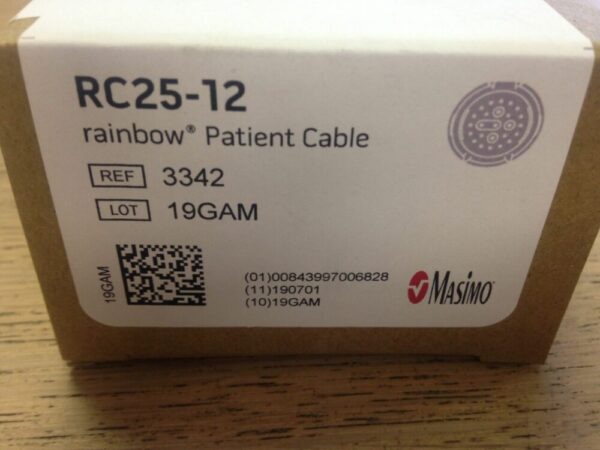 RC25-12
rainbow® Patient Cable
REF 3342
LOT 19GAM
19GAM
(01)00843997006828
(11)190701
(10)19GAM
Masimo®